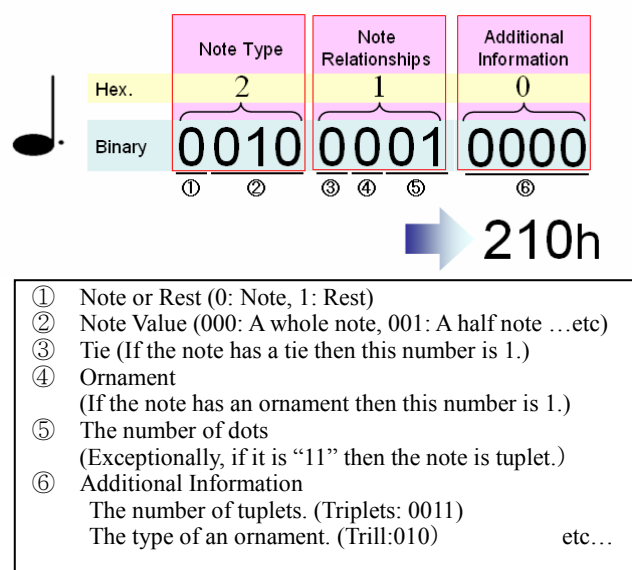 Note Type
Note
Relationships
Additional
Information
Hex. 2 1 0
Binary 0010 0001 0000
① ② ③ ④ ⑤ ⑥
210h
① Note or Rest (0: Note, 1: Rest)
② Note Value (000: A whole note, 001: A half note …etc)
③ Tie (If the note has a tie then this number is 1.)
④ Ornament
(If the note has an ornament then this number is 1.)
⑤ The number of dots
(Exceptionally, if it is “11” then the note is tuplet.)
⑥ Additional Information
The number of tuplets. (Triplets: 0011)
The type of an ornament. (Trill:010) etc…